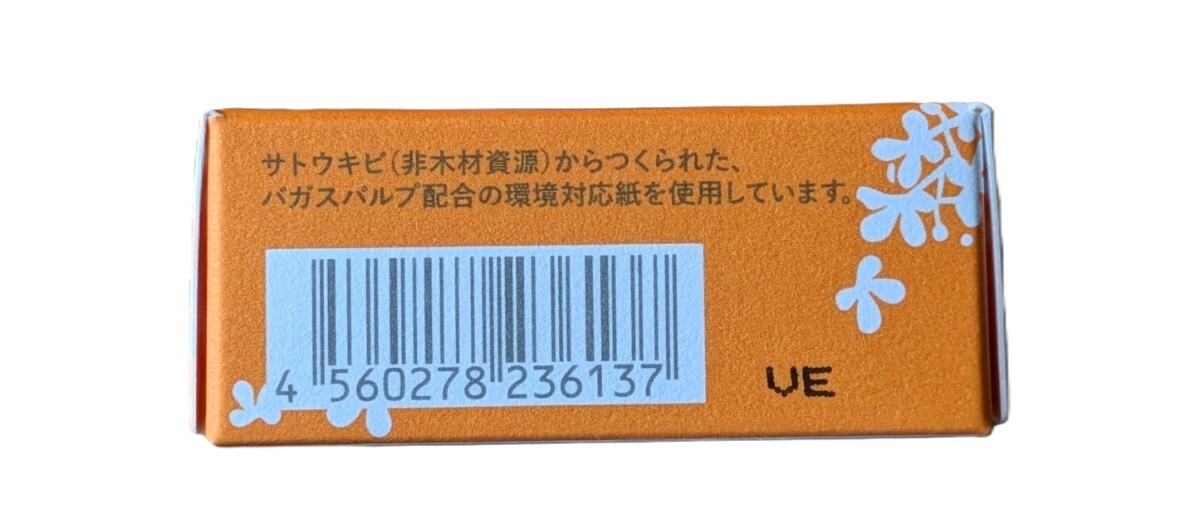 サトウキビ(非木材資源)からつくられた、
バガスパルプ配合の環境対応紙を使用しています。
4 560278 236137
VE